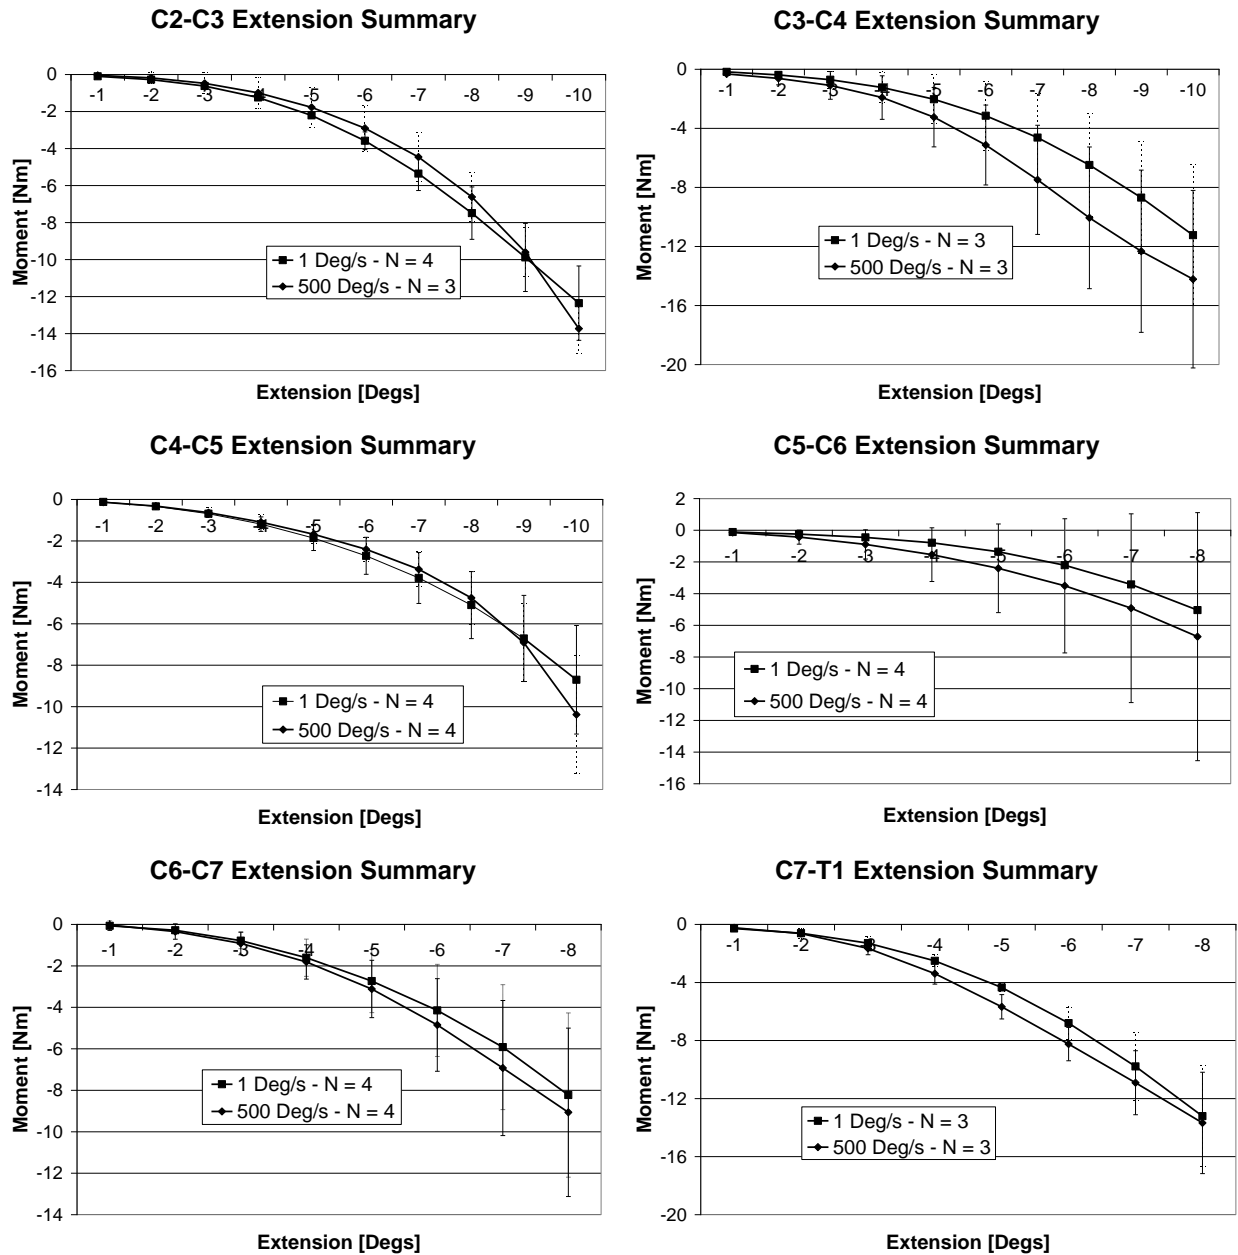 C2-C3 Extension Summary
0
-2
-4
-6
-8
-10
-12
-14
-16
-1 -2 -3 -4 -5 -6 -7 -8 -9 -10
Moment [Nm]
1 Deg/s - N = 4
500 Deg/s - N = 3
Extension [Degs]
C3-C4 Extension Summary
0
-4
-8
-12
-16
-20
-1 -2 -3 -4 -5 -6 -7 -8 -9 -10
Moment [Nm]
1 Deg/s - N = 3
500 Deg/s - N = 3
Extension [Degs]
C4-C5 Extension Summary
0
-2
-4
-6
-8
-10
-12
-14
-1 -2 -3 -4 -5 -6 -7 -8 -9 -10
Moment [Nm]
1 Deg/s - N = 4
500 Deg/s - N = 4
Extension [Degs]
C5-C6 Extension Summary
2
0
-2
-4
-6
-8
-10
-12
-14
-16
-1 -2 -3 -4 -5 -6 -7 -8
Moment [Nm]
1 Deg/s - N = 4
500 Deg/s - N = 4
Extension [Degs]
C6-C7 Extension Summary
0
-2
-4
-6
-8
-10
-12
-14
-1 -2 -3 -4 -5 -6 -7 -8
Moment [Nm]
1 Deg/s - N = 4
500 Deg/s - N = 4
Extension [Degs]
C7-T1 Extension Summary
0
-4
-8
-12
-16
-20
-1 -2 -3 -4 -5 -6 -7 -8
Moment [Nm]
1 Deg/s - N = 3
500 Deg/s - N = 3
Extension [Degs]